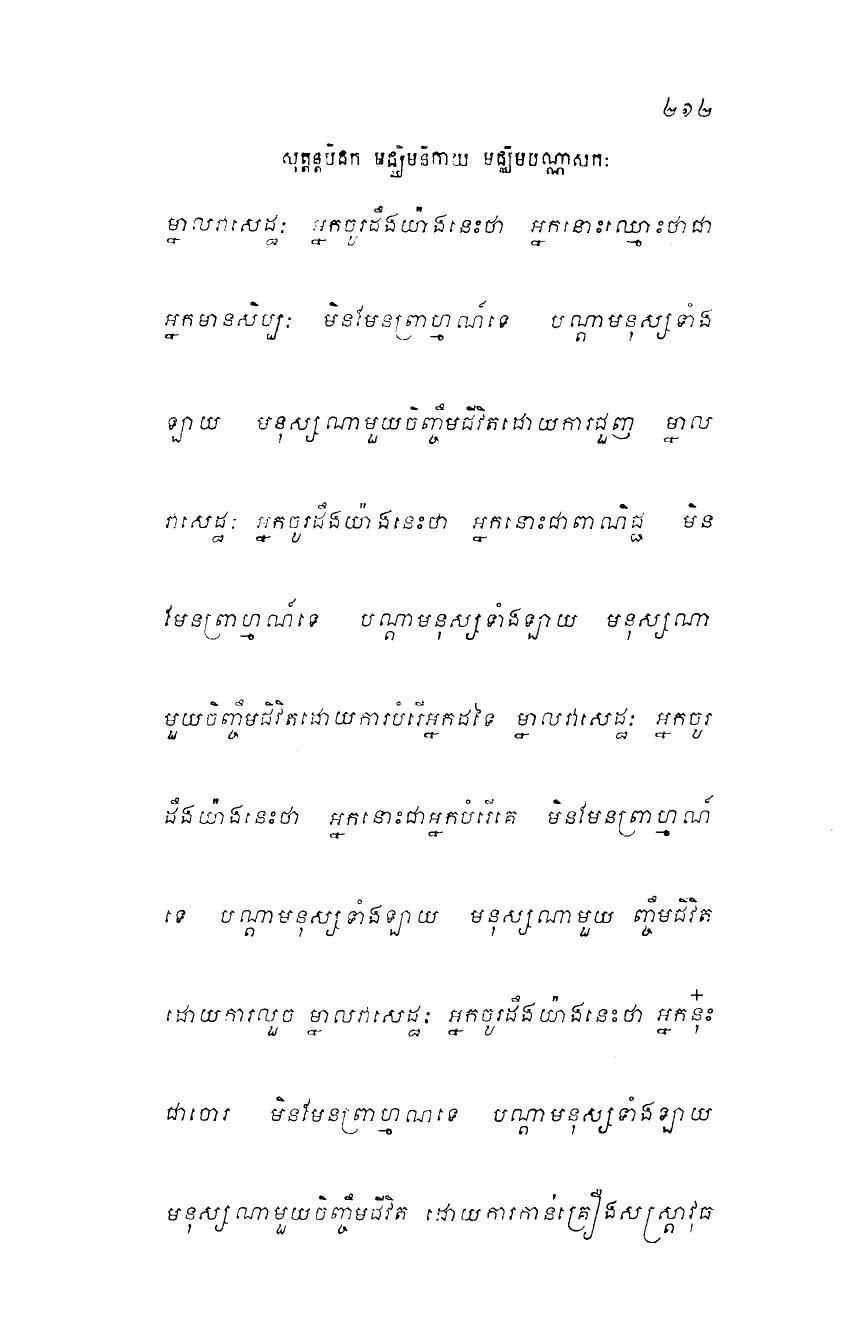 ២១២
សុត្តន្តបិដក មជ្ឈិមនិកាយ មជ្ឈិមបណ្ណាសកៈ
ម្នាលវាសេដ្ឋៈ អ្នកចូរដឹងយ៉ាងនេះថា អ្នកនោះឈ្មោះថាជា
អ្នកមានសិប្បៈ មិនមែនព្រាហ្មណ៍ទេ បណ្តាមនុស្សទាំង
ឡាយ មនុស្សណាមួយចិញ្ចឹមជីវិតដោយការជួញ ម្នាល
វាសេដ្ឋៈ អ្នកចូរដឹងយ៉ាងនេះថា អ្នកនោះជាពាណិជ្ជ មិន
មែនព្រាហ្មណ៍ទេ បណ្តាមនុស្សទាំងឡាយ មនុស្សណា
មួយចិញ្ចឹមជិវិតដោយការបំរើអ្នកដទៃ ម្នាលវាសេដ្ឋៈ អ្នកចូរ
ដឹងយ៉ាងនេះថា អ្នកនោះជាអ្នកបំរើគេ មិនមែនព្រាហ្មណ៍
ទេ បណ្តាមនុស្សទាំងឡាយ មនុស្សណាមួយ ញ្ចឹមជីវិត
ដោយការលួច ម្នាលវាសេដ្ឋៈ អ្នកចូរដឹងយ៉ាងនេះថា អ្នកនុ៎ះ
ជាចោរ មិនមែនព្រាហ្មណទេ បណ្តាមនុស្សទាំងឡាយ
មនុស្សណាមួយចិញ្ចឹមជីវិត ដោយការកាន់គ្រឿងសស្ត្រាវុធ